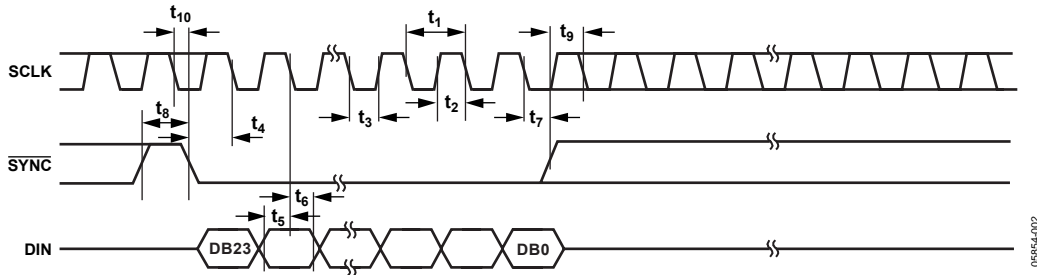 t10
t1
t9
SCLK
t8
t4
t3
t2
t7
SYNC
t5
t6
DIN
DB23
DB0
05854-002